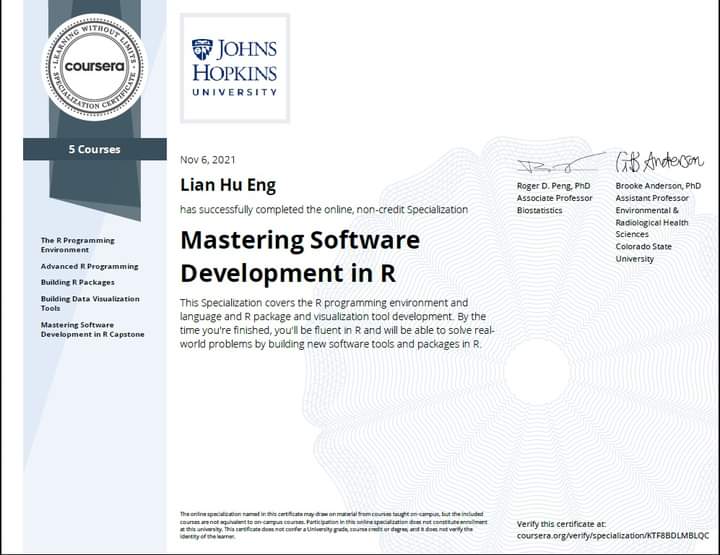 LEARNING WITHOUT LIMITS
coursera
SPECIALIZATION CERTIFICATE
5 Courses
The R Programming
Environment
Advanced R Programming
Building R Packages
Building Data Visualization
Tools
Mastering Software
Development in R Capstone
JOHNS
HOPKINS
UNIVERSITY
Nov 6, 2021
Lian Hu Eng
has successfully completed the online, non-credit Specialization
Mastering Software
Development in R
This Specialization covers the R programming environment and
language and R package and visualization tool development. By the
time you're finished, you'll be fluent in R and will be able to solve real-
world problems by building new software tools and packages in R.
Roger D. Peng, PhD
Associate Professor
Biostatistics
GB Anderson
Brooke Anderson, PhD
Assistant Professor
Environmental &
Radiological Health
Sciences
Colorado State
University
The online specialization named in this certificate may draw on material from courses taught on-campus, but the included
courses are not equivalent to on-campus courses. Participation in this online specialization does not constitute enrollment
at this university. This certificate does not confer a University grade, course credit or degree, and it does not verify the
identity of the learner.
Verify this certificate at:
coursera.org/verify/specialization/KTF8BDLMBLQC